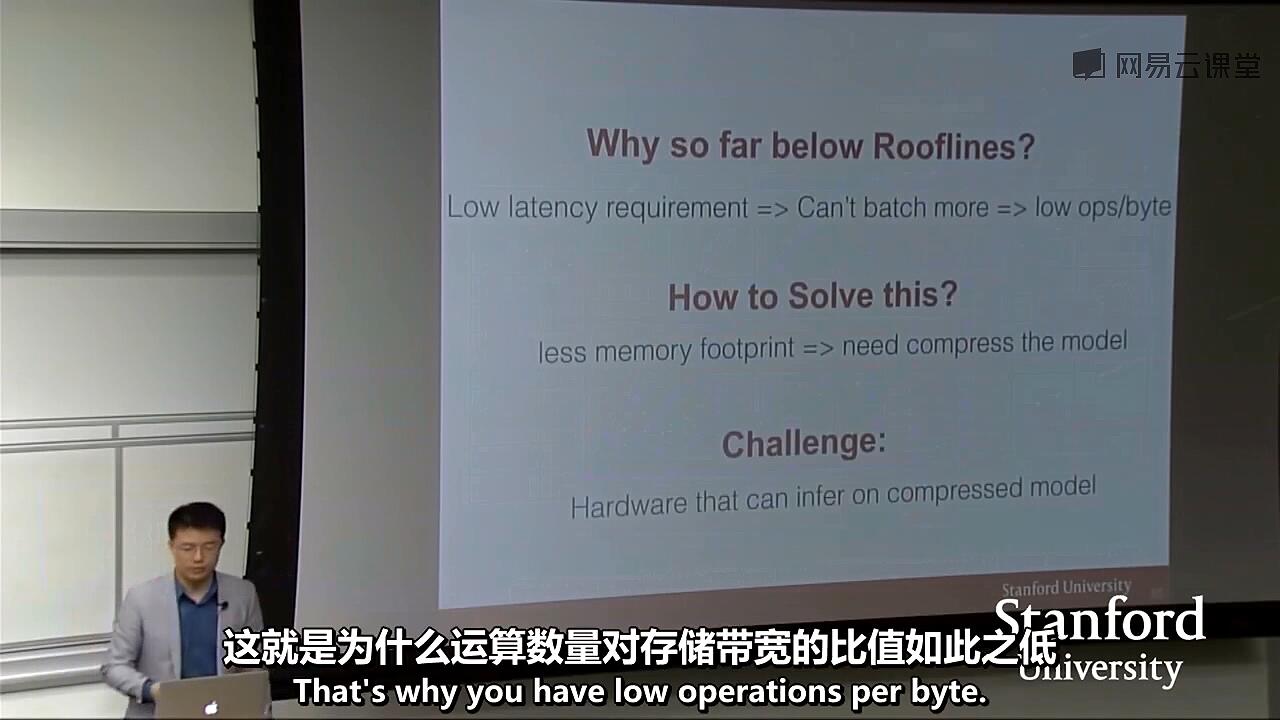 网易云课堂
Why so far below Rooflines?
Low latency requirement => Can't batch more => low ops/byte
How to Solve this?
less memory footprint => need compress the model
Challenge:
Hardware that can infer on compressed model
Stanford University
Stanford
University
这就是为什么运算数量对存储带宽的比值如此之低
That's why you have low operations per byte.